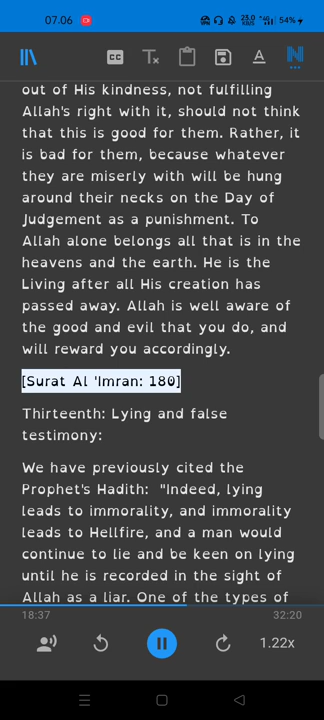 07.06
25.0
KB/S
4G
54%
CC
T
A
N
out of His kindness, not fulfilling
Allah's right with it, should not think
that this is good for them. Rather, it
is bad for them, because whatever
they are miserly with will be hung
around their necks on the Day of
Judgement as a punishment. To
Allah alone belongs all that is in the
heavens and the earth. He is the
Living after all His creation has
passed away. Allah is well aware of
the good and evil that you do, and
will reward you accordingly.
[Surat Al 'Imran: 180]
Thirteenth: Lying and false
testimony:
We have previously cited the
Prophet's Hadith: "Indeed, lying
leads to immorality, and immorality
leads to Hellfire, and a man would
continue to lie and be keen on lying
until he is recorded in the sight of
Allah as a liar. One of the types of
18:37
32:20
1.22x